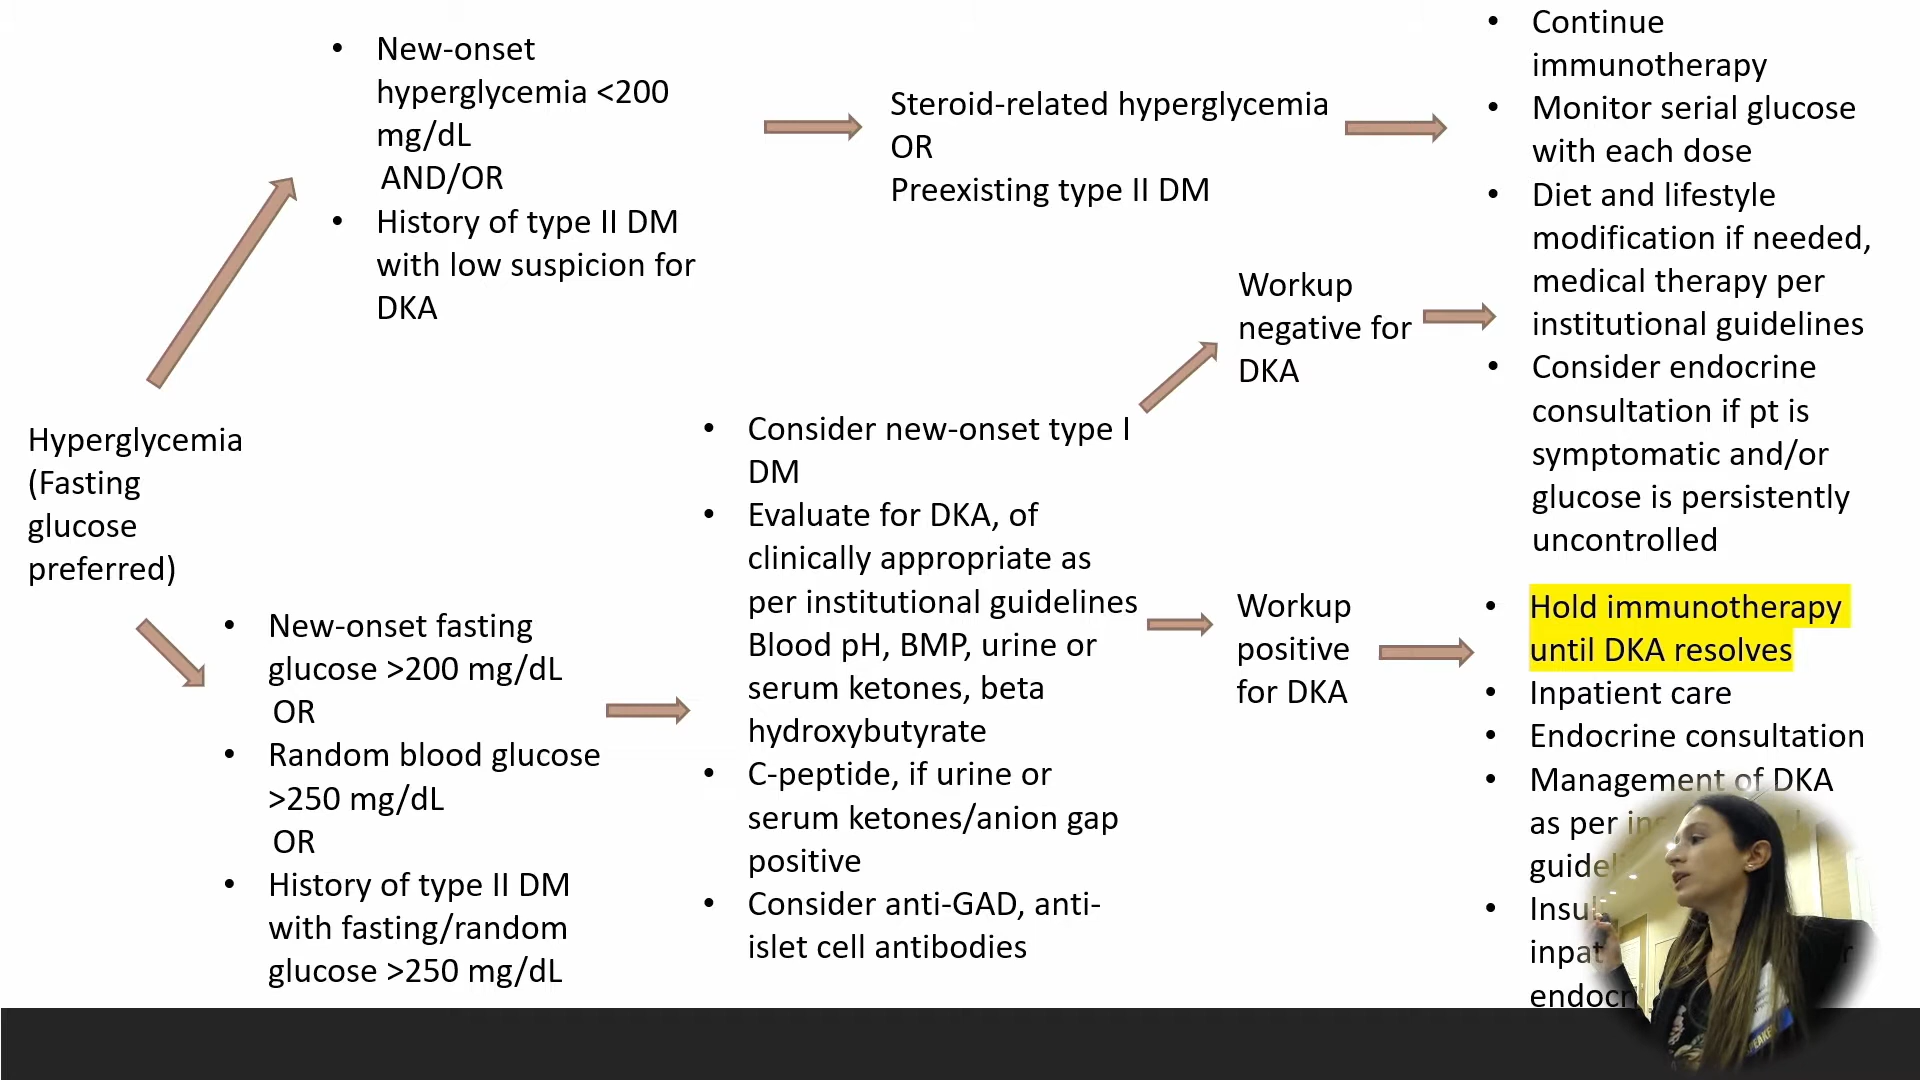 • New-onset
hyperglycemia <200
mg/dL
AND/OR
• History of type II DM
with low suspicion for
DKA
Steroid-related hyperglycemia
OR
Preexisting type II DM
• Continue
immunotherapy
• Monitor serial glucose
with each dose
• Diet and lifestyle
modification if needed,
medical therapy per
institutional guidelines
• Consider endocrine
consultation if pt is
symptomatic and/or
glucose is persistently
uncontrolled
Workup
negative for
DKA
Hyperglycemia
(Fasting
glucose
preferred)
• New-onset fasting
glucose >200 mg/dL
OR
• Random blood glucose
>250 mg/dL
OR
• History of type II DM
with fasting/random
glucose >250 mg/dL
• Consider new-onset type I
DM
• Evaluate for DKA, of
clinically appropriate as
per institutional guidelines
Blood pH, BMP, urine or
serum ketones, beta
hydroxybutyrate
• C-peptide, if urine or
serum ketones/anion gap
positive
• Consider anti-GAD, anti-
islet cell antibodies
Workup
positive
for DKA
• Hold immunotherapy
until DKA resolves
• Inpatient care
• Endocrine consultation
• Management of DKA
as per